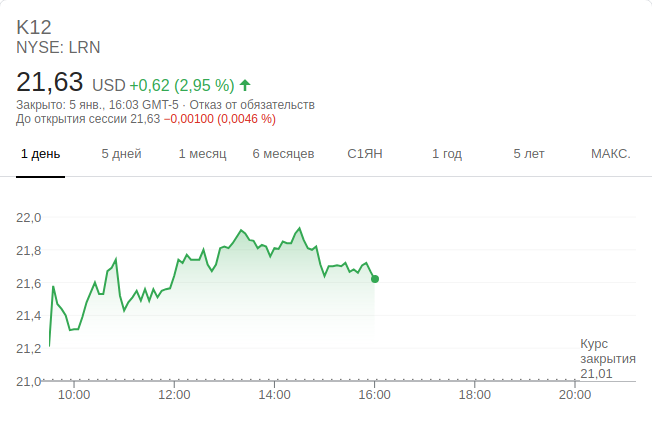 K12
NYSE: LRN
21,63 USD +0,62 (2,95 %)
Закрыто: 5 янв., 16:03 GMT-5 · Отказ от обязательств
До открытия сессии 21,63 −0,00100 (0,0046 %)
1 день 5 дней 1 месяц 6 месяцев С1ЯН 1 год 5 лет МАКС.
22,0
21,8
21,6
21,4
21,2
21,0
Курс
закрытия
21,01
10:00 12:00 14:00 16:00 18:00 20:00